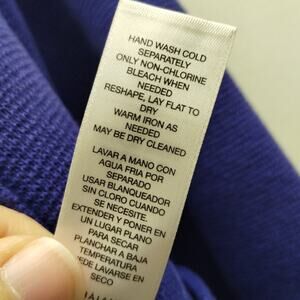 HAND WASH COLD
SEPARATELY
ONLY NON-CHLORINE
BLEACH WHEN
NEEDED
RESHAPE, LAY FLAT TO
DRY
WARM IRON AS
NEEDED
MAY BE DRY CLEANED
LAVAR A MANO CON
AGUA FRIA POR
SEPARADO
USAR BLANQUEADOR
SIN CLORO CUANDO
SE NECESITE.
EXTENDER Y PONER EN
UN LUGAR PLANO
PARA SECAR
PLANCHAR A BAJA
TEMPERATURA
EDE LAVARSE EN
SECO